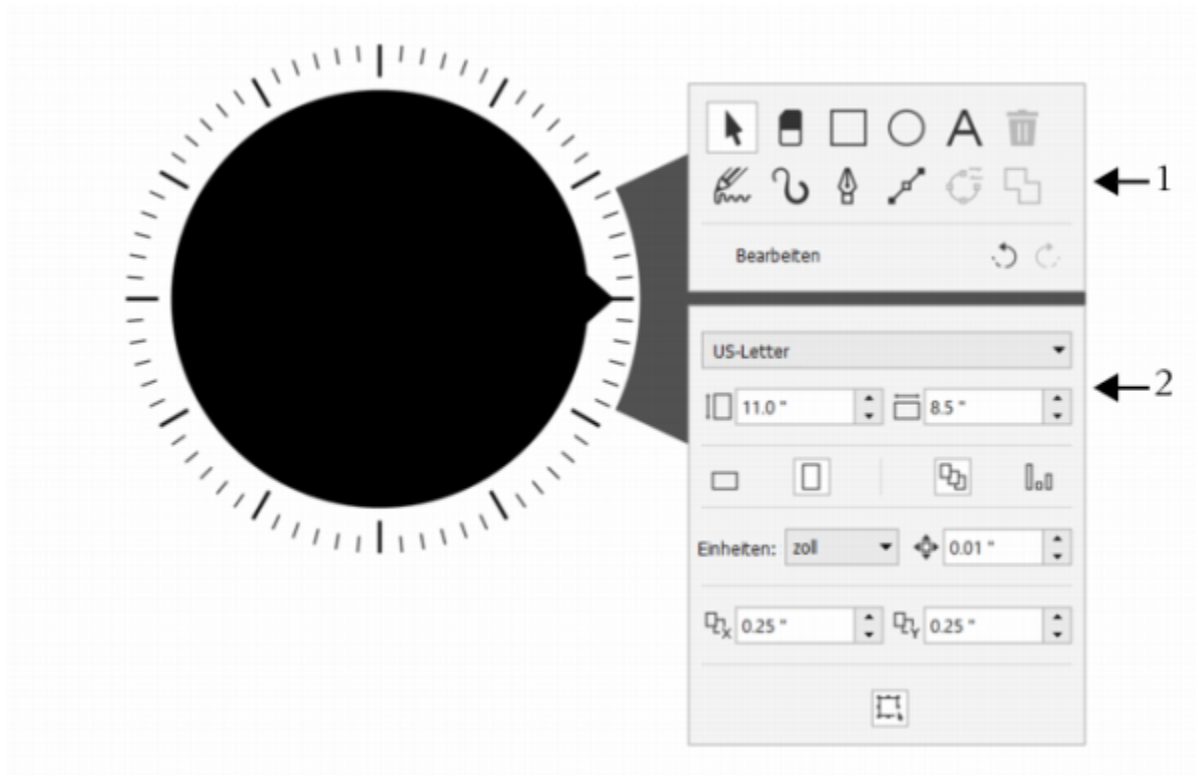 A
1
Bearbeiten
US-Letter
2
11.0 " 8.5 "
Einheiten: zoll 0.01 "
X 0.25 " Y 0.25 "